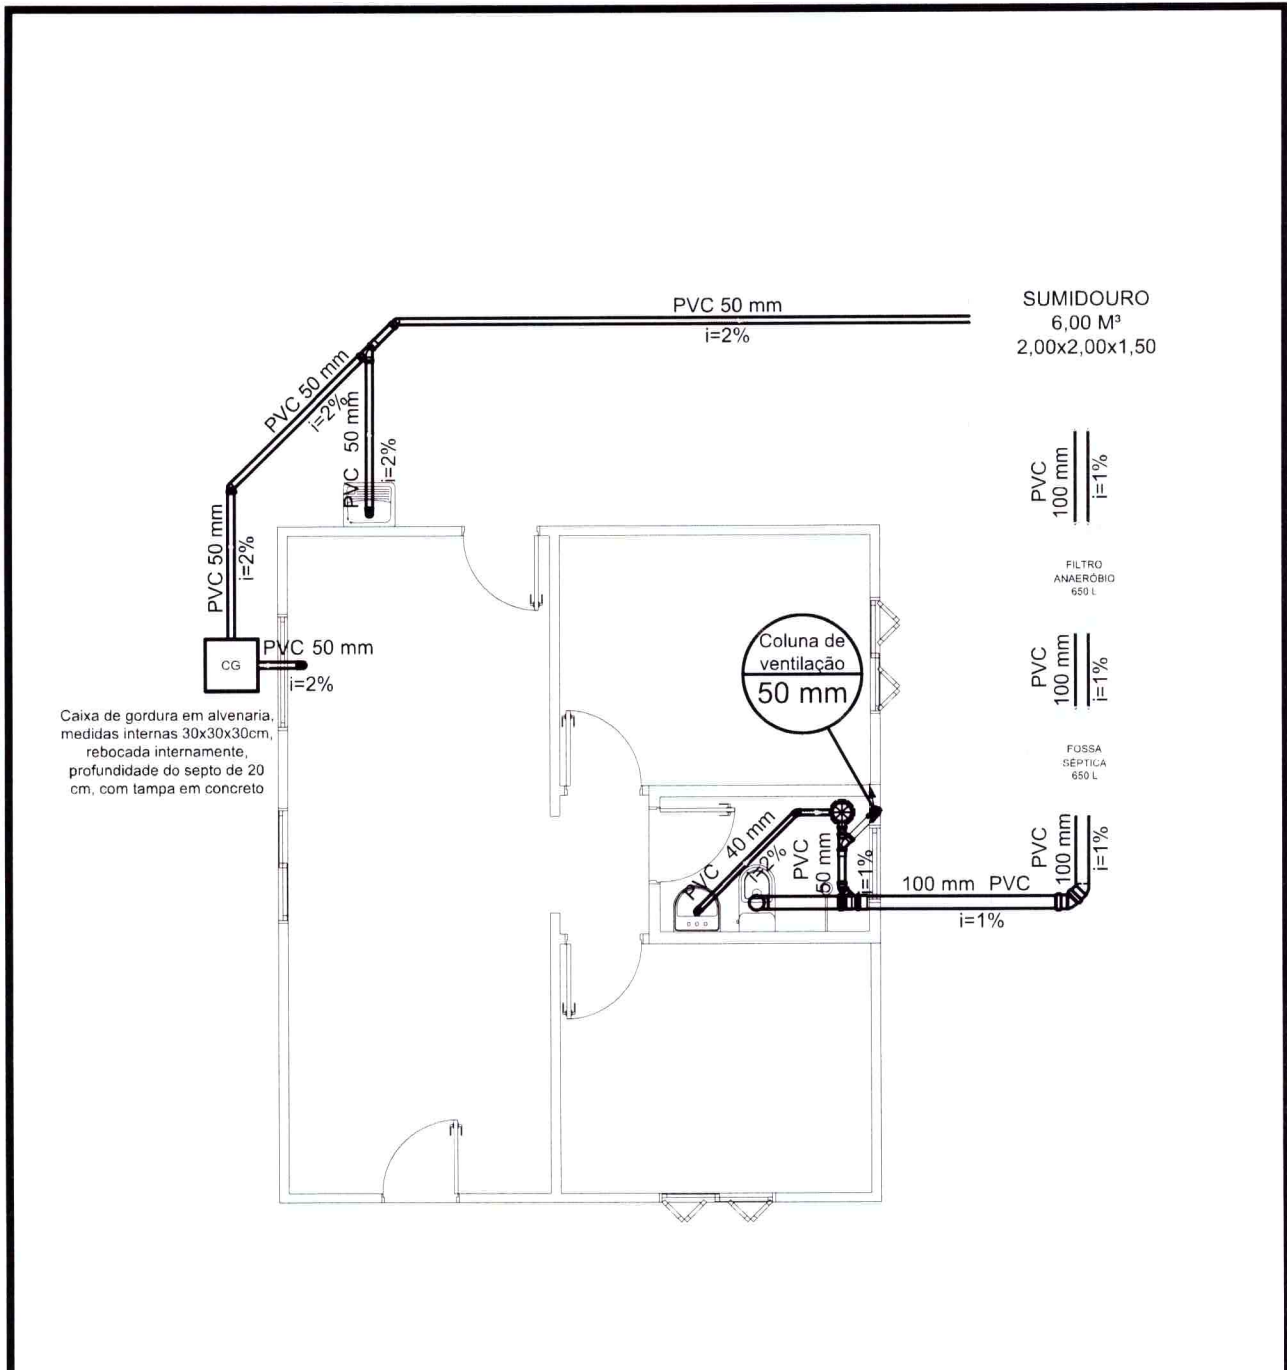 PVC 50 mm
i=2%
SUMIDOURO
6,00 M³
2,00x2,00x1,50
PVC 50 mm
i=2%
PVC 50 mm
i=2%
PVC
100 mm
i=1%
PVC 50 mm
i=2%
FILTRO
ANAERÓBIO
650 L
CG
PVC 50 mm
i=2%
Coluna de
ventilação
50 mm
PVC
100 mm
i=1%
Caixa de gordura em alvenaria,
medidas internas 30x30x30cm,
rebocada internamente,
profundidade do septo de 20
cm, com tampa em concreto
FOSSA
SÉPTICA
650 L
PVC 40 mm
i=2%
PVC
50 mm
i=1%
PVC
100 mm
i=1%
100 mm PVC
i=1%